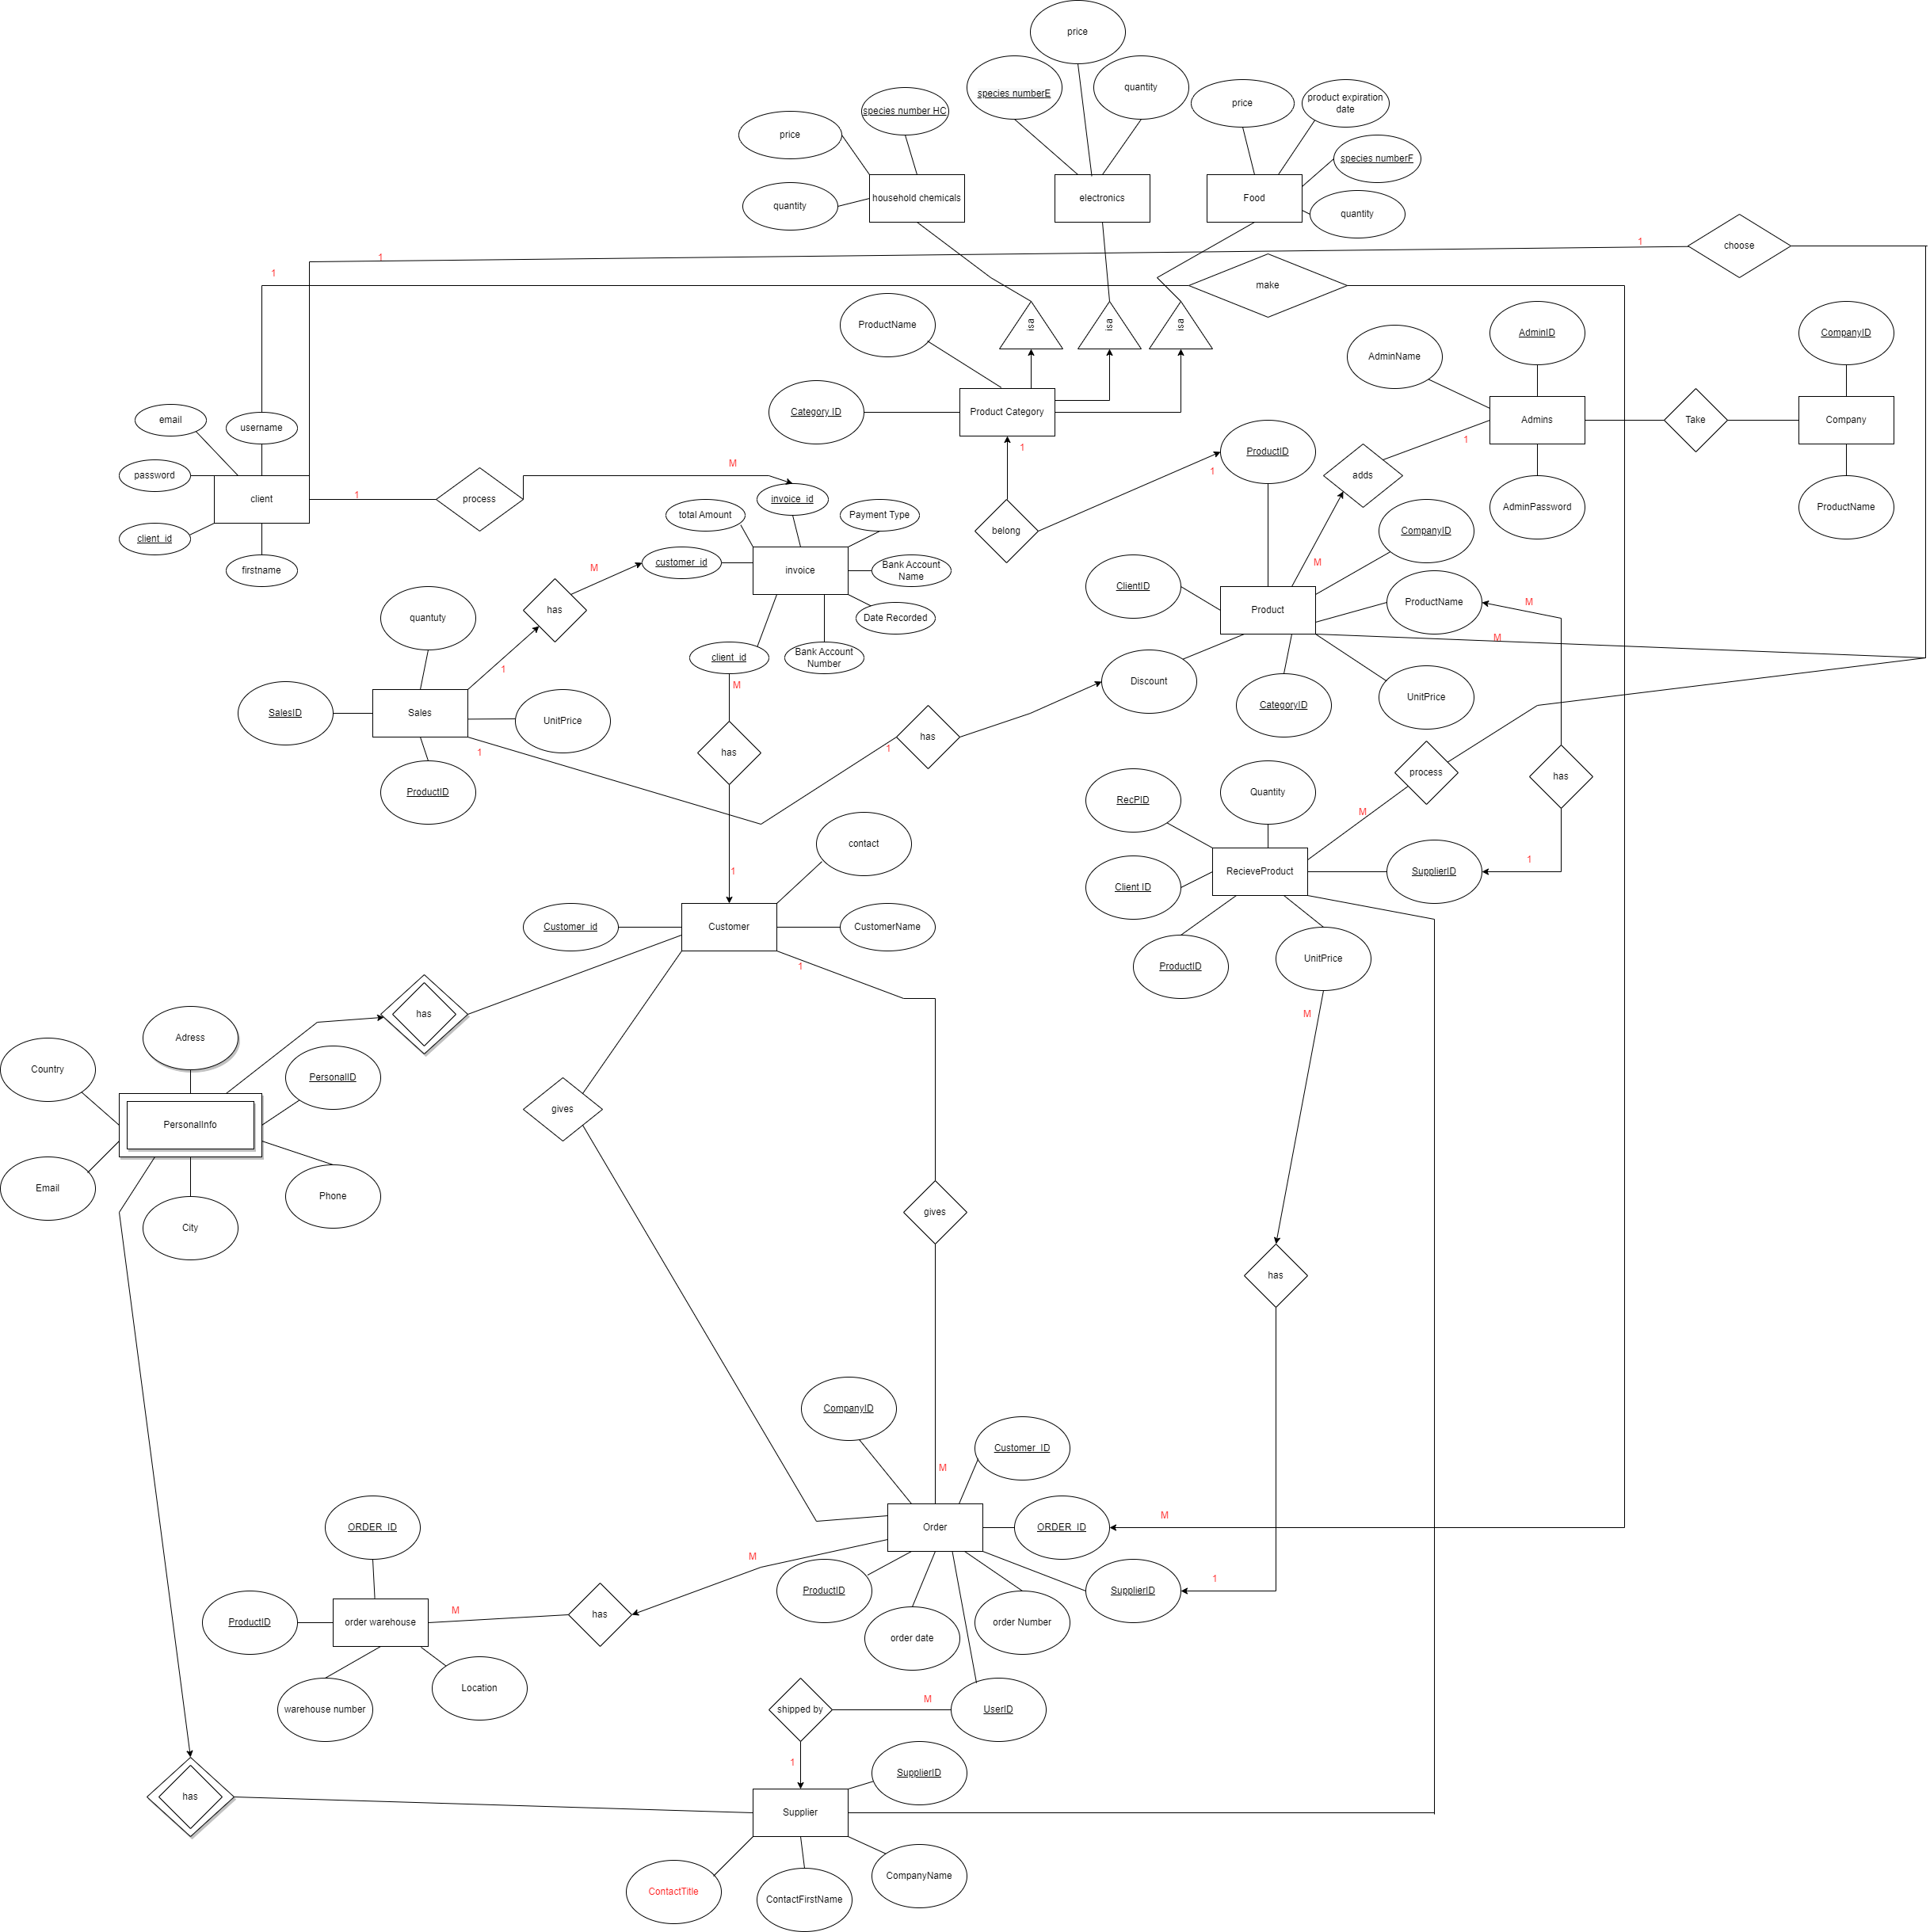 price
species numberE
quantity
species number HC
price
product expiration
date
price
species numberF
quantity
quantity
household chemicals
electronics
Food
1
1
choose
1
make
isa
isa
isa
ProductName
AdminName
AdminID
CompanyID
Category ID
Product Category
email
username
Admins
Take
Company
password
client
1
process
M
invoice_id
1
1
ProductID
1
adds
AdminPassword
ProductName
client_id
firstname
total Amount
Payment Type
belong
CompanyID
customer_id
invoice
Bank Account
Name
M
M
has
ClientID
Product
ProductName
M
quantuty
Date Recorded
M
client_id
Bank Account
Number
1
M
Discount
UnitPrice
CategoryID
SalesID
Sales
UnitPrice
has
1
1
has
process
has
ProductID
RecPID
Quantity
M
contact
1
RecieveProduct
SupplierID
1
Client ID
Customer_id
Customer
CustomerName
1
ProductID
UnitPrice
has
M
Adress
Country
PersonalID
gives
PersonalInfo
Email
Phone
City
gives
has
CompanyID
Customer_ID
M
ORDER_ID
Order
ORDER_ID
M
M
ProductID
SupplierID
1
ProductID
order warehouse
M
has
order date
order Number
warehouse number
Location
shipped by
M
UserID
1
SupplierID
has
Supplier
ContactTitle
ContactFirstName
CompanyName